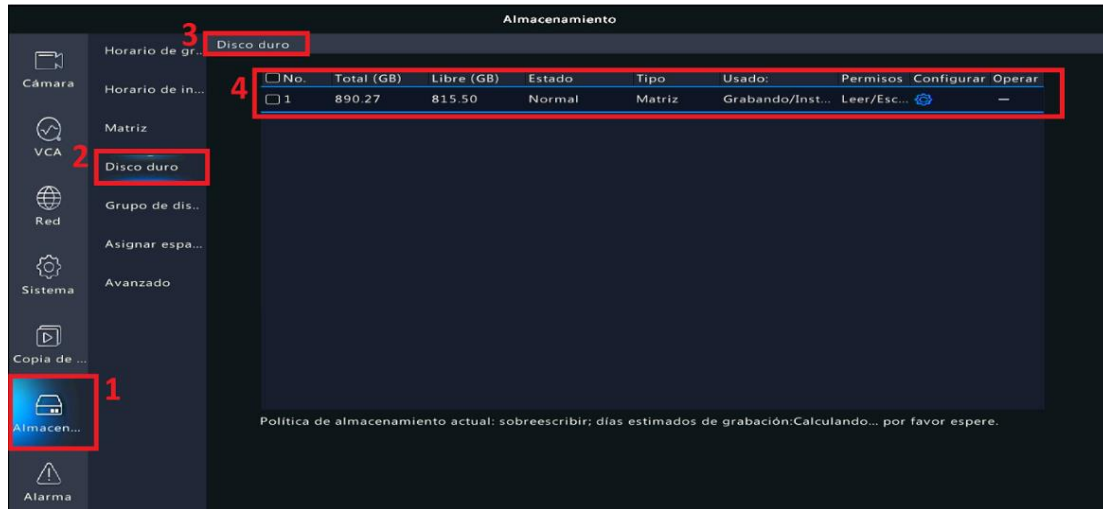 Almacenamiento
Cámara
VCA
Red
Sistema
Copia de ...
1
Almacen...
Alarma
Horario de gr..
Horario de in...
Matriz
2
Disco duro
Grupo de dis..
Asignar espa...
Avanzado
3
Disco duro
4
No. Total (GB) Libre (GB) Estado Tipo Usado: Permisos Configurar Operar
1 890.27 815.50 Normal Matriz Grabando/Inst... Leer/Esc... —
Política de almacenamiento actual: sobreescribir; días estimados de grabación:Calculando... por favor espere.